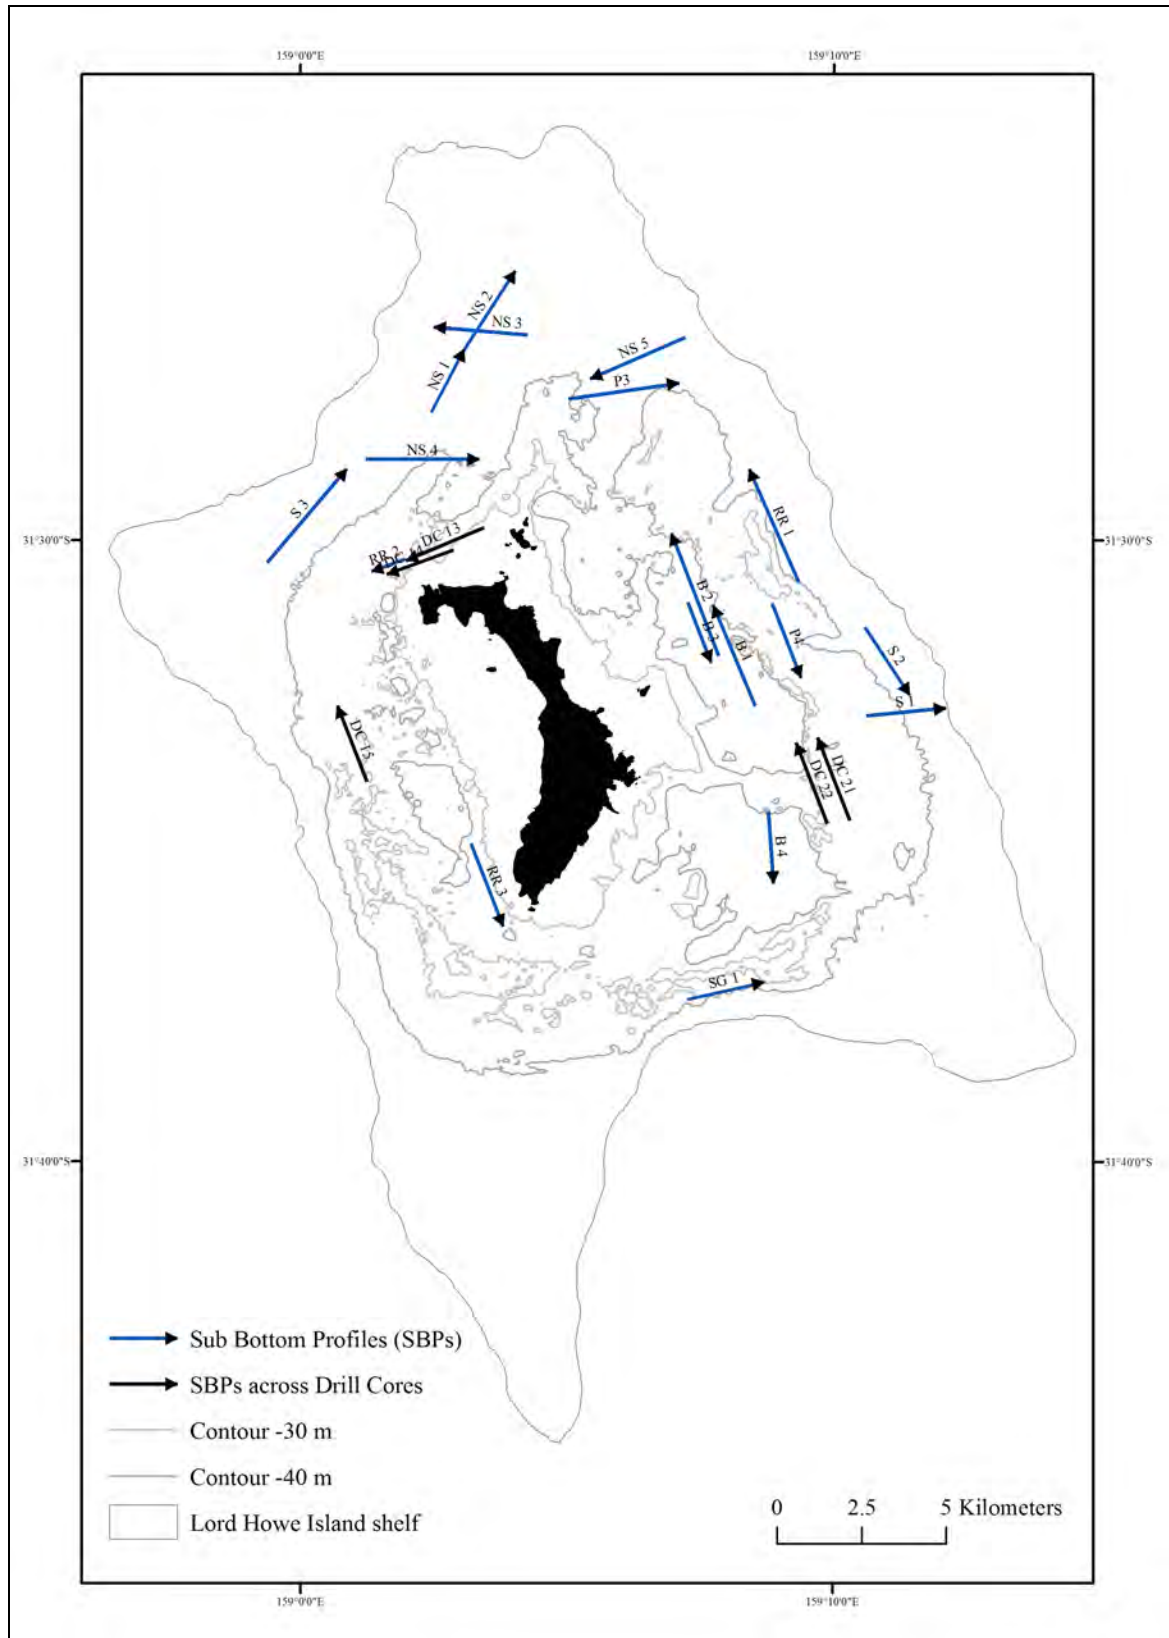 159°0'0"E
159°10'0"E
NS 2
NS 3
NS 1
NS 5
P3
NS 4
S 3
RR 1
31°30'0"S
31°30'0"S
DC 13
RR 2
B 2
B 3
B 1
P4
S 2
S
DC 15
DC 21
DC 22
B 4
RR 3
SG 1
31°40'0"S
31°40'0"S
Sub Bottom Profiles (SBPs)
SBPs across Drill Cores
Contour -30 m
Contour -40 m
Lord Howe Island shelf
0 2.5 5 Kilometers
159°0'0"E
159°10'0"E